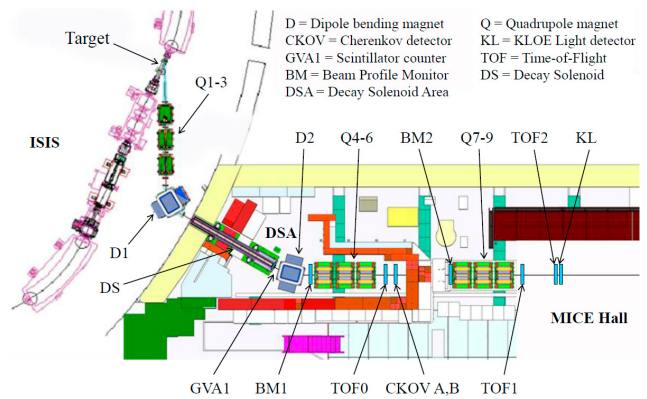 D = Dipole bending magnet
CKOV = Cherenkov detector
GVA1 = Scintillator counter
BM = Beam Profile Monitor
DSA = Decay Solenoid Area
Q = Quadrupole magnet
KL = KLOE Light detector
TOF = Time-of-Flight
DS = Decay Solenoid
Target
Q1-3
ISIS
D2
Q4-6
BM2
Q7-9
TOF2
KL
D1
DSA
DS
MICE Hall
GVA1
BM1
TOF0
CKOV A,B
TOF1